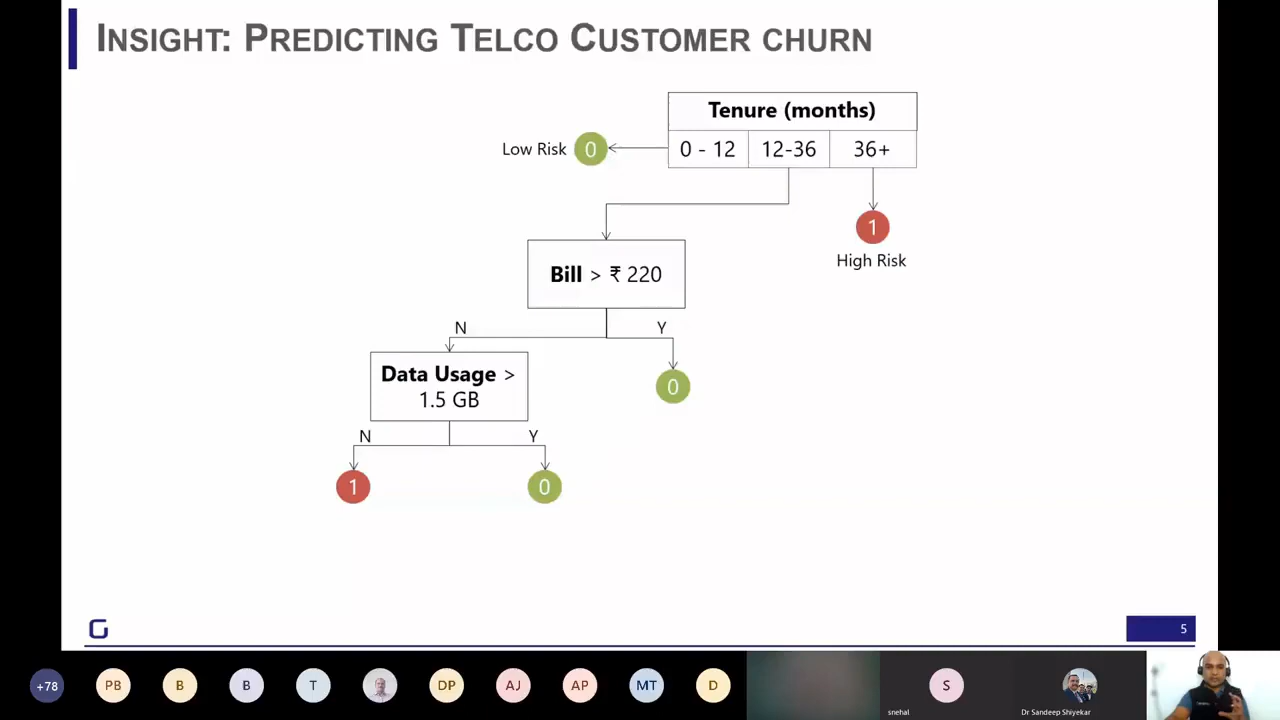 INSIGHT: PREDICTING TELCO CUSTOMER CHURN
Tenure (months)
Low Risk 0 0 - 12 12-36 36+
1
High Risk
Bill > ₹ 220
N Y
Data Usage >
1.5 GB
0
N Y
1 0
G
5
+78 PB B B T DP AJ AP MT D S
snehal Dr Sandeep Shiyekar